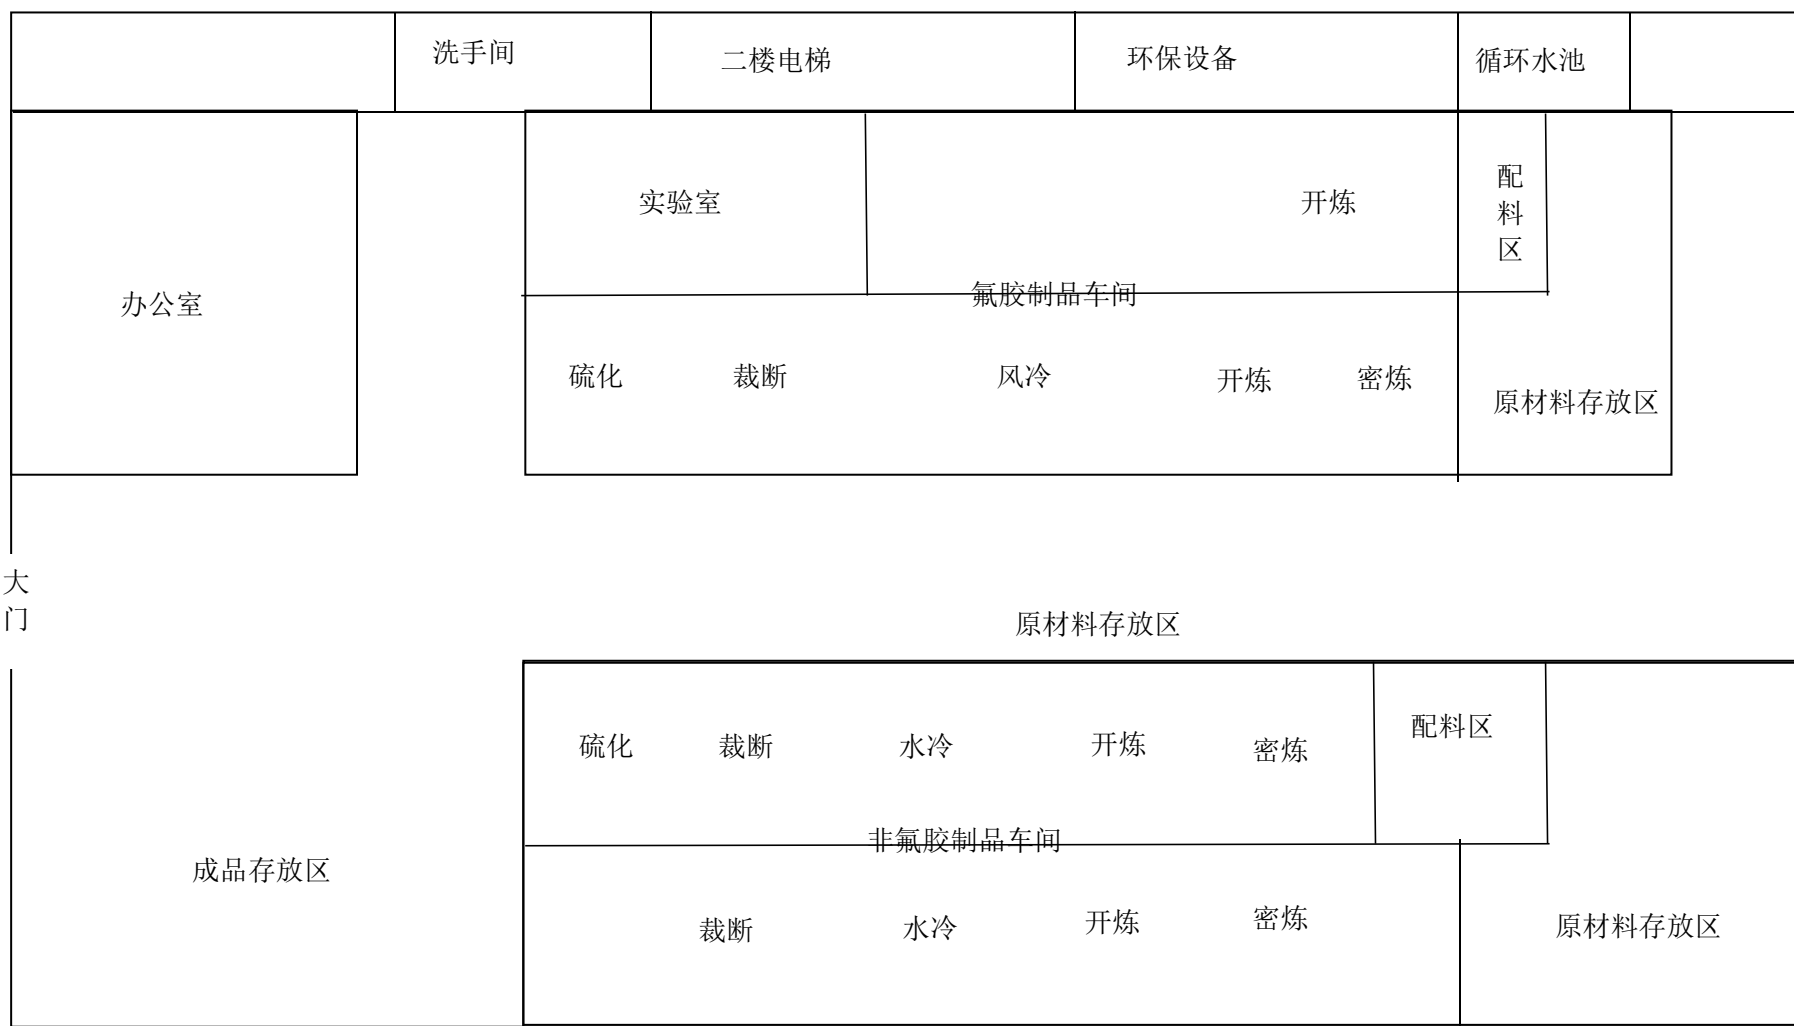 洗手间
二楼电梯
环保设备
循环水池
办公室
实验室
开炼
配
料
区
氟胶制品车间
硫化
裁断
风冷
开炼
密炼
原材料存放区
大
门
原材料存放区
硫化
裁断
水冷
开炼
密炼
配料区
非氟胶制品车间
成品存放区
裁断
水冷
开炼
密炼
原材料存放区